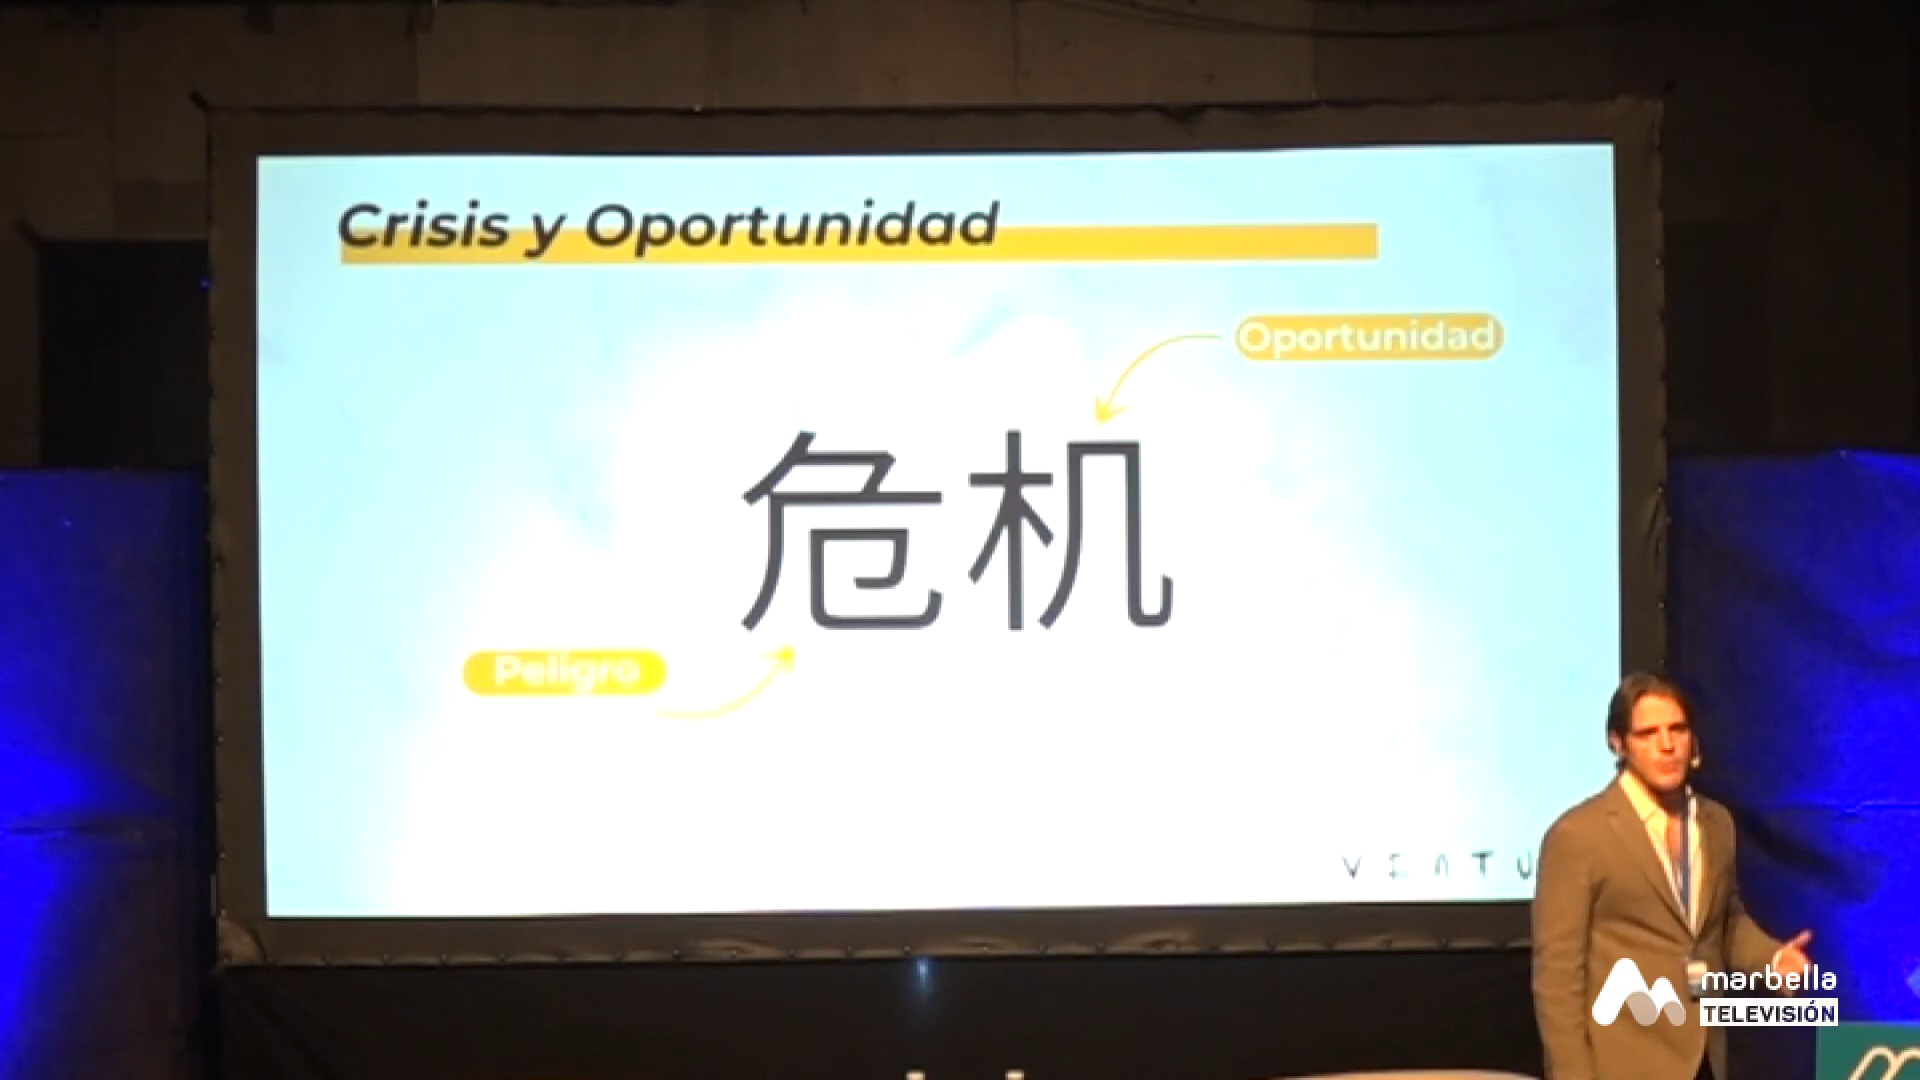 Crisis y Oportunidad
Oportunidad
危机
Peligro
marbella
TELEVISIÓN